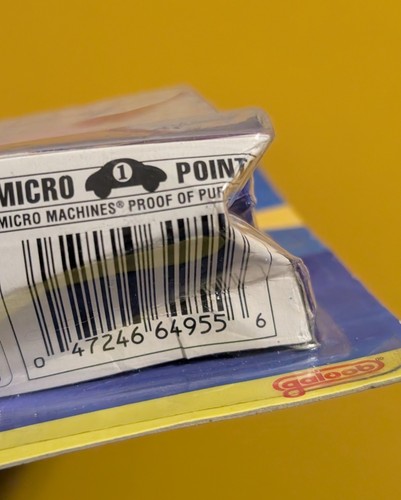 MICRO 1 POINT
MICRO MACHINES® PROOF OF PUR
0 47246 64955 6
galoob